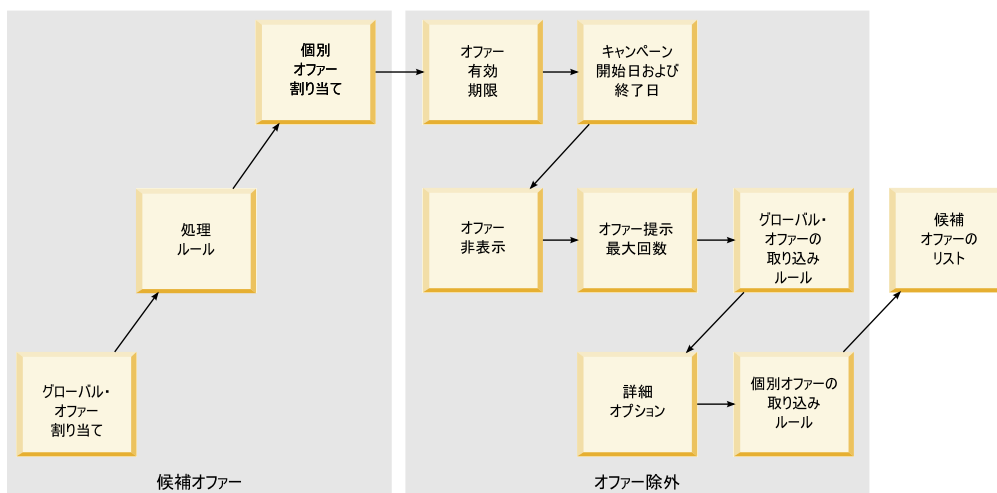 個別
オファー
割り当て
処理
ルール
グローバル・
オファー
割り当て
候補オファー
オファー
有効
期限
キャンペーン
開始日および
終了日
オファー
非表示
オファー提示
最大回数
グローバル・
オファーの
取り込み
ルール
詳細
オプション
個別オファーの
取り込み
ルール
オファー除外
候補
オファーの
リスト